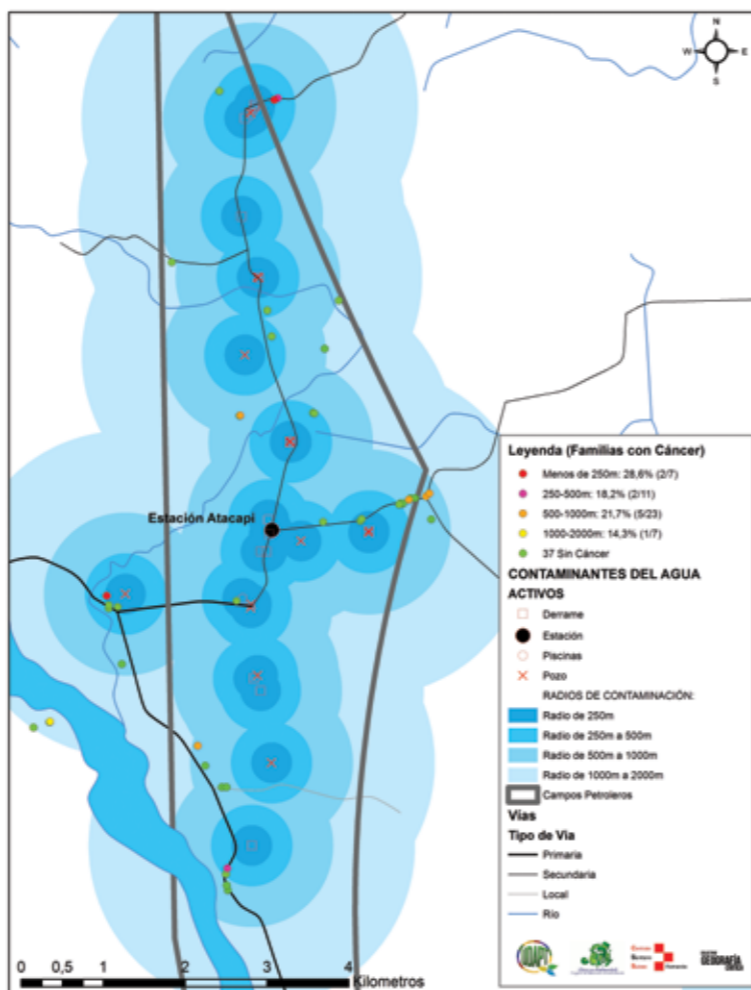 N
W E
S
Estación Atacapi
Leyenda (Familias con Cáncer)
Menos de 250m: 28,6% (2/7)
250-500m: 18,2% (2/11)
500-1000m: 21,7% (5/23)
1000-2000m: 14,3% (1/7)
37 Sin Cáncer
CONTAMINANTES DEL AGUA
ACTIVOS
Derrame
Estación
Piscinas
Pozo
RADIOS DE CONTAMINACIÓN:
Radio de 250m
Radio de 250m a 500m
Radio de 500m a 1000m
Radio de 1000m a 2000m
Campos Petroleros
Vías
Tipo de Via
Primaria
Secundaria
Local
Río
UDAPT
GEOGRAFÍA
0 0,5 1 2 3 4
Kilometros